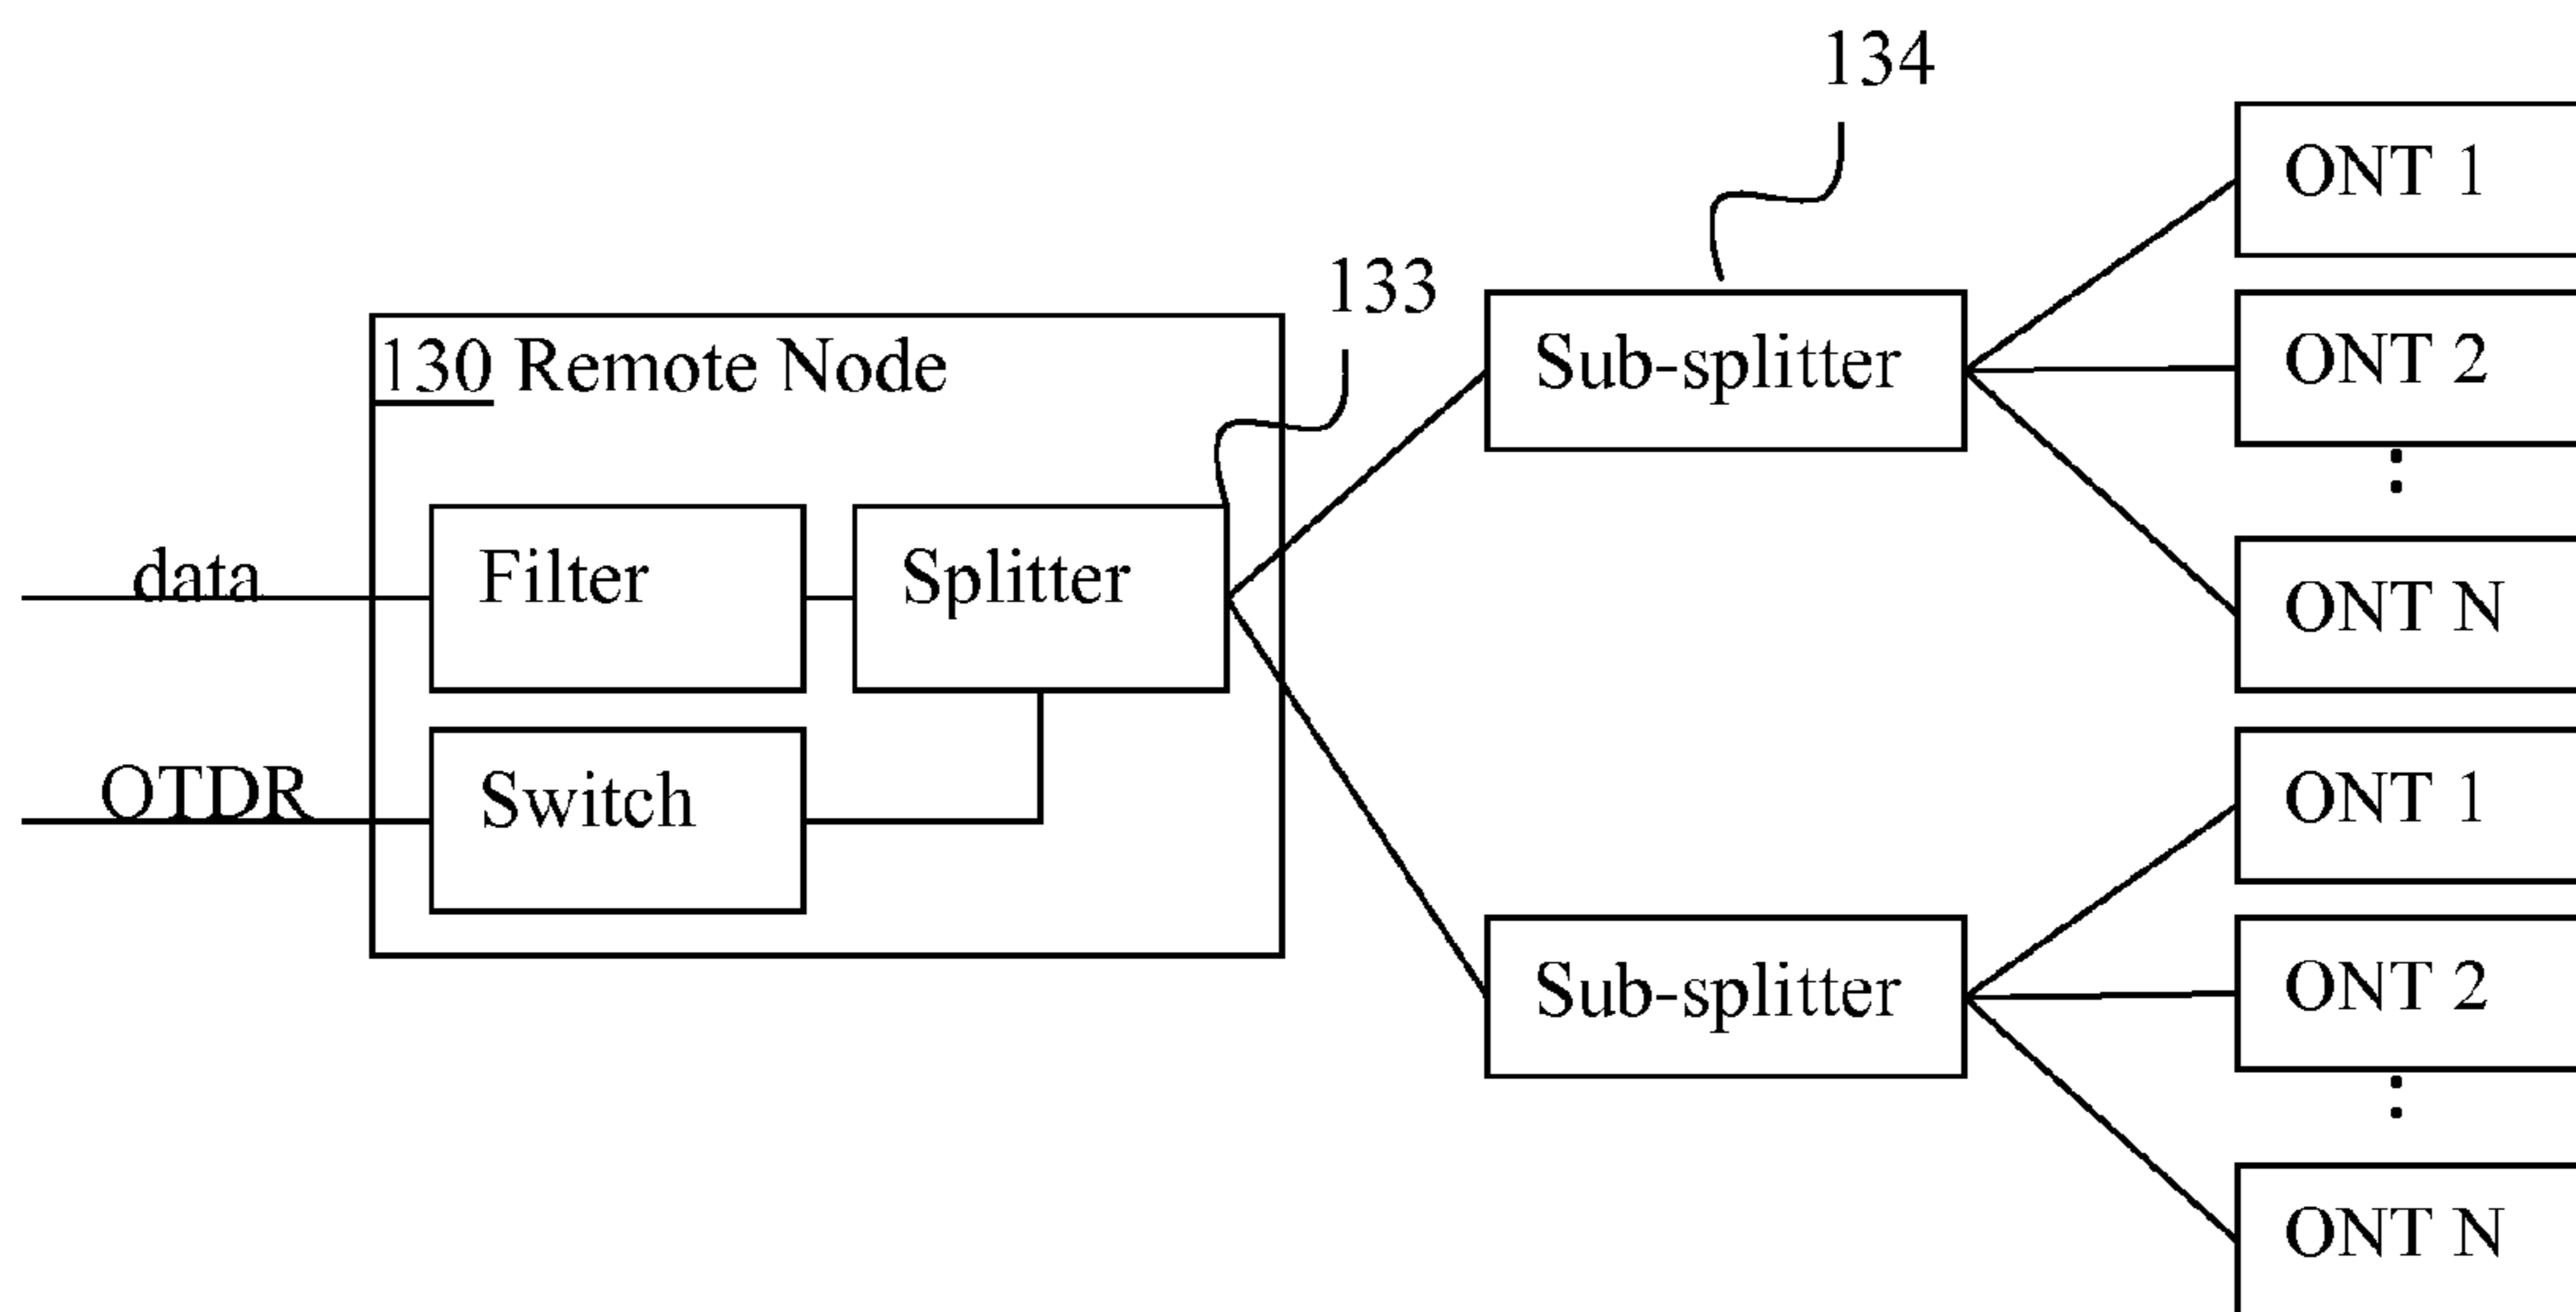 134
133
130 Remote Node
data
Filter
Splitter
OTDR
Switch
Sub-splitter
ONT 1
ONT 2
ONT N
Sub-splitter
ONT 1
ONT 2
ONT N